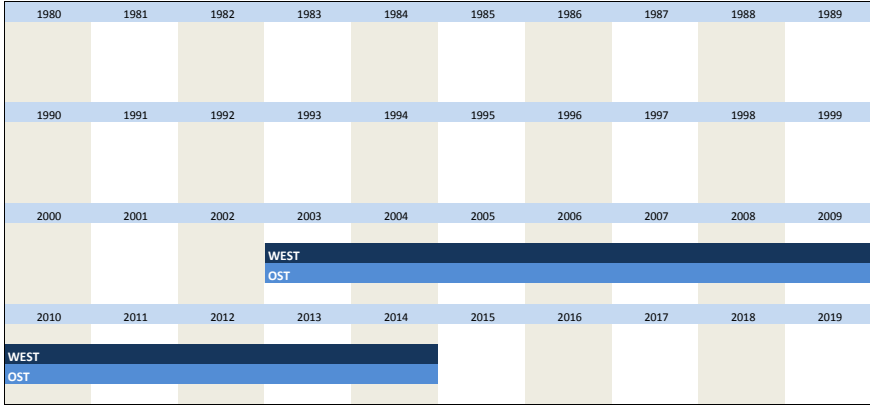 1980 1981 1982 1983 1984 1985 1986 1987 1988 1989
1990 1991 1992 1993 1994 1995 1996 1997 1998 1999
2000 2001 2002 2003 2004 2005 2006 2007 2008 2009
WEST
OST
2010 2011 2012 2013 2014 2015 2016 2017 2018 2019
WEST
OST